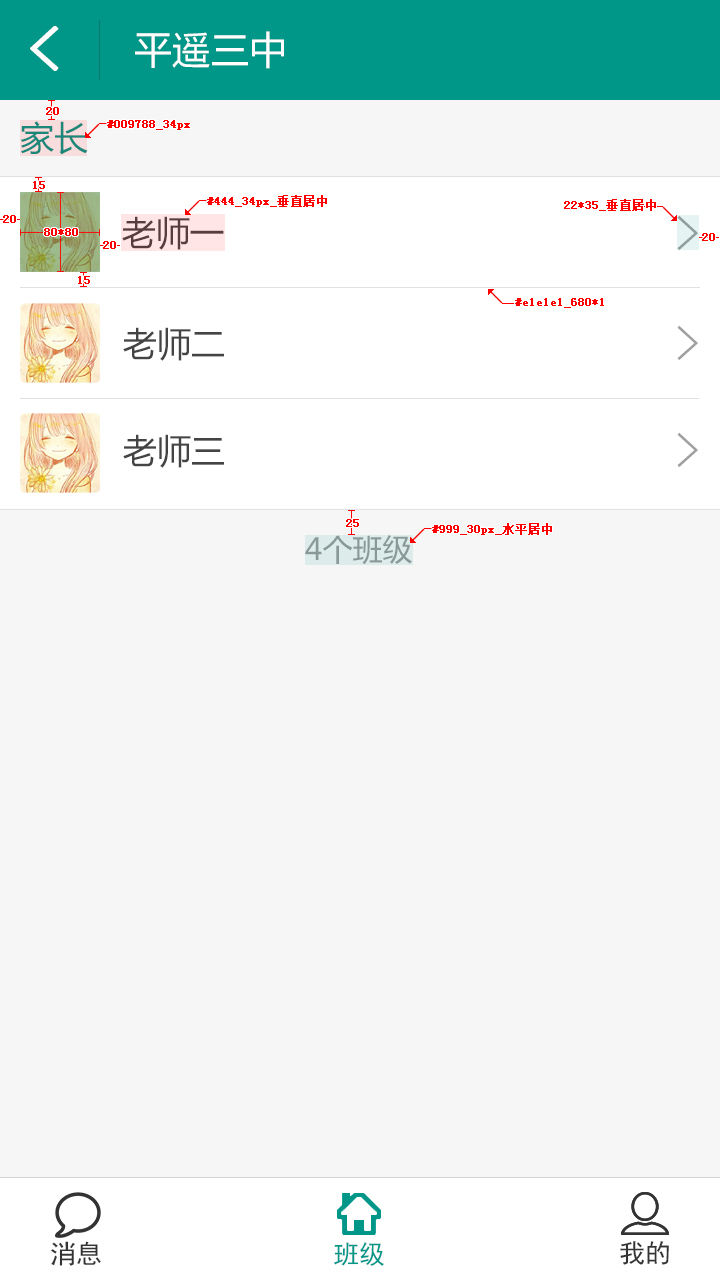 平遥三中
20
#009788_34px
家长
15
#444_34px_垂直居中
22*35_垂直居中
20
80*80
老师一
20
20
15
#e1e1e1_680*1
老师二
老师三
25
#999_30px_水平居中
4个班级
消息
班级
我的